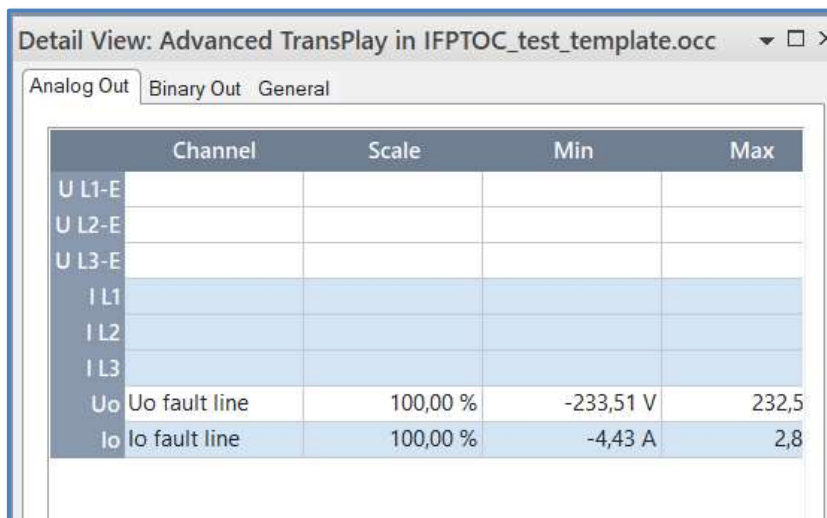 Detail View: Advanced TransPlay in IFPTOC_test_template.occ
Analog Out Binary Out General
Channel Scale Min Max
U L1-E
U L2-E
U L3-E
I L1
I L2
I L3
Uo Uo fault line 100,00 % -233,51 V 232,5
Io Io fault line 100,00 % -4,43 A 2,8